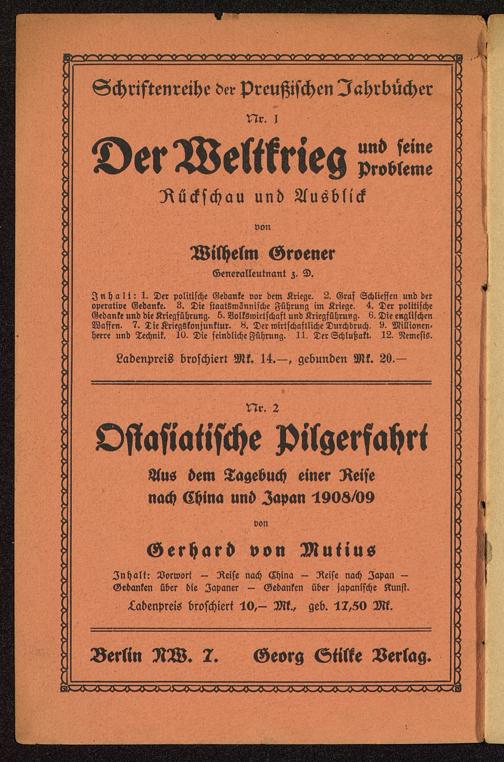 Schriftenreihe der Preußischen Jahrbücher
Nr. 1
Der Weltkrieg und seine Probleme
Rückschau und Ausblick
von
Wilhelm Groener
Generalleutnant z. D.
Inhalt: 1. Der politische Gedanke vor dem Kriege. 2. Graf Schlieffen und der
operative Gedanke. 3. Die staatsmännische Führung im Kriege. 4. Der politische
Gedanke und die Kriegführung. 5. Volkswirtschaft und Kriegführung. 6. Die englischen
Waffen. 7. Die Kriegskonjunktur. 8. Der wirtschaftliche Durchbruch. 9. Millionen-
heere und Technik. 10. Die feindliche Führung. 11. Der Schlußakt. 12. Nemesis.
Ladenpreis broschiert Mk. 14.—, gebunden Mk. 20.—
Nr. 2
Ostasiatische Pilgerfahrt
Aus dem Tagebuch einer Reise
nach China und Japan 1908/09
von
Gerhard von Mutius
Inhalt: Vorwort — Reise nach China — Reise nach Japan —
Gedanken über die Japaner — Gedanken über japanische Kunst.
Ladenpreis broschiert 10,— Mk., geb. 17,50 Mk.
Berlin NW. 7. Georg Stilke Verlag.